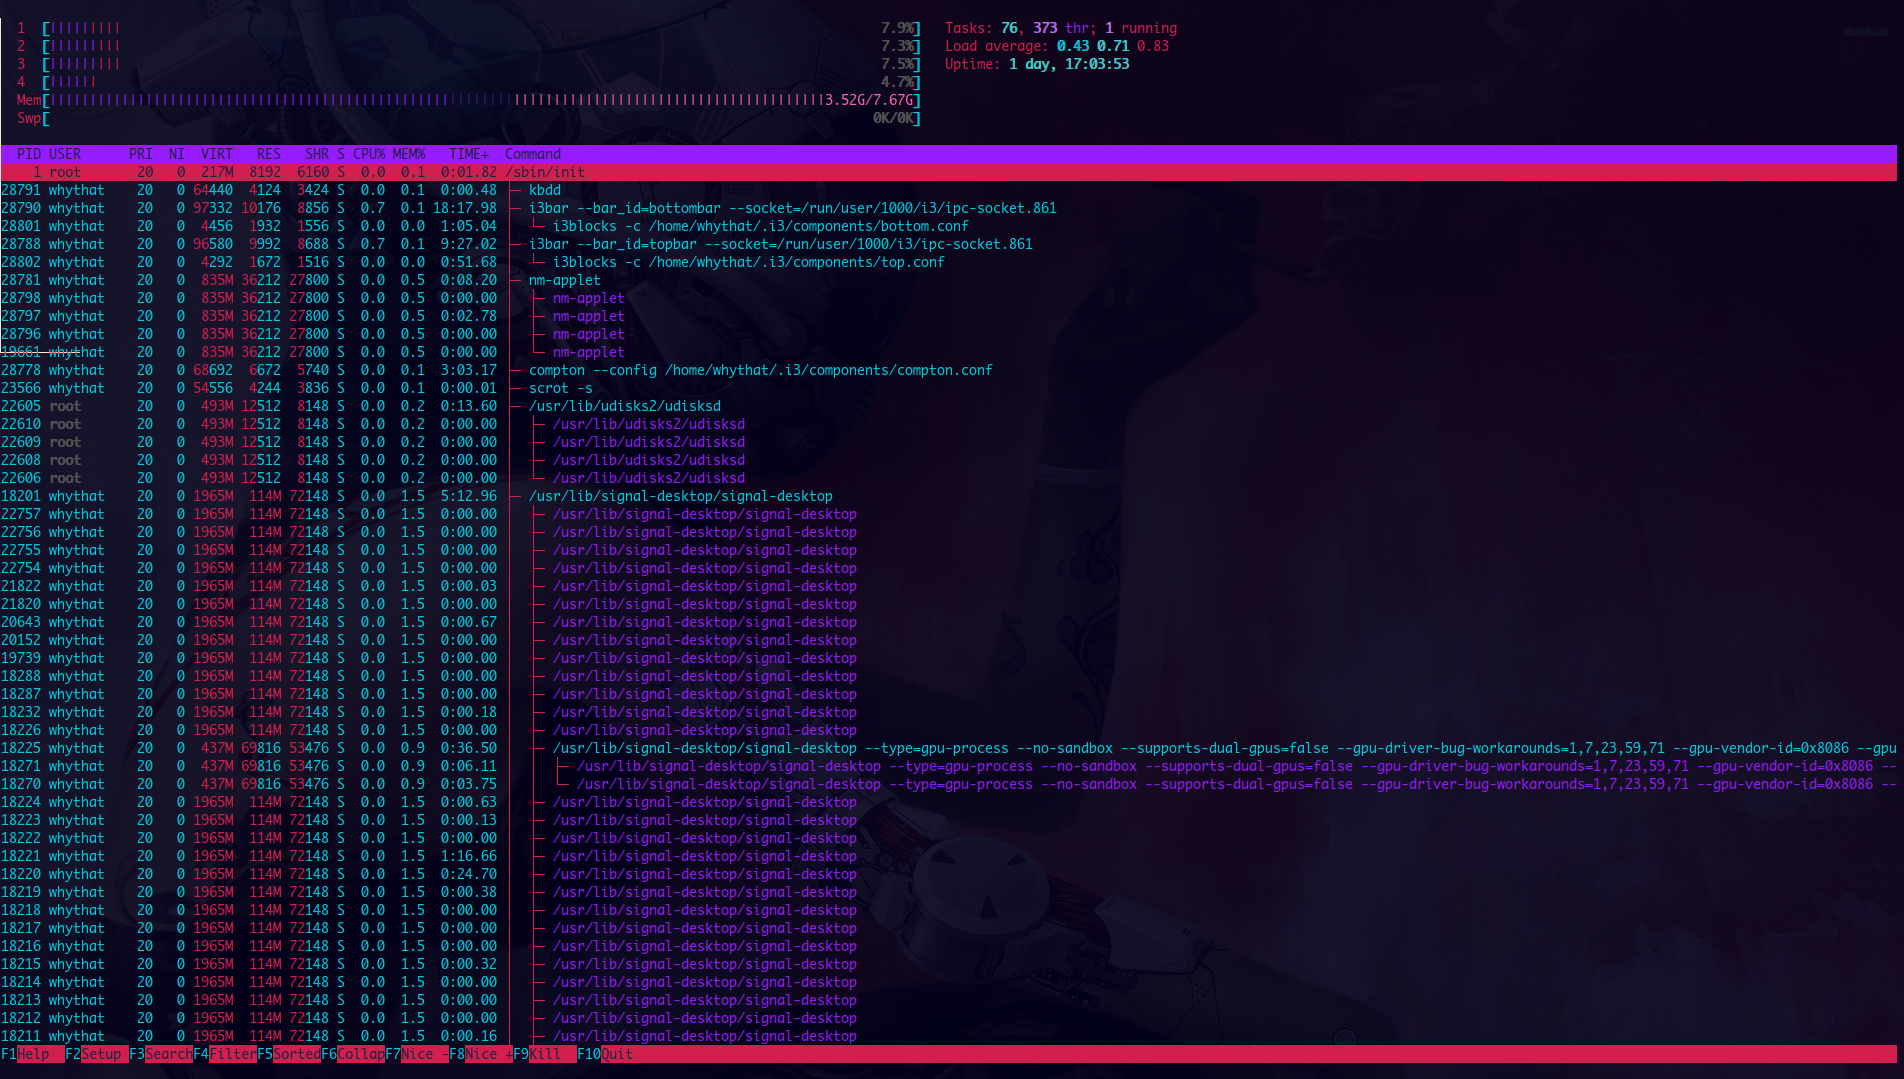 1 [||||||||| 7.9%] Tasks: 76, 373 thr; 1 running
2 [||||||||| 7.3%] Load average: 0.43 0.71 0.83
3 [||||||||| 7.5%] Uptime: 1 day, 17:03:53
4 [|||||| 4.7%]
Mem[||||||||||||||||||||||||||||||||||||||||||||||||||||||||||||||||||||||||||||||||||||||||||||||||3.52G/7.67G]
Swp[ 0K/0K]
PID USER PRI NI VIRT RES SHR S CPU% MEM% TIME+ Command
1 root 20 0 217M 8192 6160 S 0.0 0.1 0:01.82 /sbin/init
28791 whythat 20 0 64440 4124 3424 S 0.0 0.1 0:00.48 ├─ kbdd
28790 whythat 20 0 97332 10176 8856 S 0.7 0.1 18:17.98 ├─ i3bar --bar_id=bottombar --socket=/run/user/1000/i3/ipc-socket.861
28801 whythat 20 0 4456 1932 1556 S 0.0 0.0 1:05.04 │ └─ i3blocks -c /home/whythat/.i3/components/bottom.conf
28788 whythat 20 0 96580 9992 8688 S 0.7 0.1 9:27.02 ├─ i3bar --bar_id=topbar --socket=/run/user/1000/i3/ipc-socket.861
28802 whythat 20 0 4292 1672 1516 S 0.0 0.0 0:51.68 │ └─ i3blocks -c /home/whythat/.i3/components/top.conf
28781 whythat 20 0 835M 36212 27800 S 0.0 0.5 0:08.20 ├─ nm-applet
28798 whythat 20 0 835M 36212 27800 S 0.0 0.5 0:00.00 │ ├─ nm-applet
28797 whythat 20 0 835M 36212 27800 S 0.0 0.5 0:02.78 │ ├─ nm-applet
28796 whythat 20 0 835M 36212 27800 S 0.0 0.5 0:00.00 │ ├─ nm-applet
19661 whythat 20 0 835M 36212 27800 S 0.0 0.5 0:00.00 │ └─ nm-applet
28778 whythat 20 0 68692 6672 5740 S 0.0 0.1 3:03.17 ├─ compton --config /home/whythat/.i3/components/compton.conf
23566 whythat 20 0 54556 4244 3836 S 0.0 0.1 0:00.01 ├─ scrot -s
22605 root 20 0 493M 12512 8148 S 0.0 0.2 0:13.60 ├─ /usr/lib/udisks2/udisksd
22610 root 20 0 493M 12512 8148 S 0.0 0.2 0:00.00 │ ├─ /usr/lib/udisks2/udisksd
22609 root 20 0 493M 12512 8148 S 0.0 0.2 0:00.00 │ ├─ /usr/lib/udisks2/udisksd
22608 root 20 0 493M 12512 8148 S 0.0 0.2 0:00.00 │ ├─ /usr/lib/udisks2/udisksd
22606 root 20 0 493M 12512 8148 S 0.0 0.2 0:00.00 │ └─ /usr/lib/udisks2/udisksd
18201 whythat 20 0 1965M 114M 72148 S 0.0 1.5 5:12.96 ├─ /usr/lib/signal-desktop/signal-desktop
22757 whythat 20 0 1965M 114M 72148 S 0.0 1.5 0:00.00 │ ├─ /usr/lib/signal-desktop/signal-desktop
22756 whythat 20 0 1965M 114M 72148 S 0.0 1.5 0:00.00 │ ├─ /usr/lib/signal-desktop/signal-desktop
22755 whythat 20 0 1965M 114M 72148 S 0.0 1.5 0:00.00 │ ├─ /usr/lib/signal-desktop/signal-desktop
22754 whythat 20 0 1965M 114M 72148 S 0.0 1.5 0:00.00 │ ├─ /usr/lib/signal-desktop/signal-desktop
21822 whythat 20 0 1965M 114M 72148 S 0.0 1.5 0:00.03 │ ├─ /usr/lib/signal-desktop/signal-desktop
21820 whythat 20 0 1965M 114M 72148 S 0.0 1.5 0:00.00 │ ├─ /usr/lib/signal-desktop/signal-desktop
20643 whythat 20 0 1965M 114M 72148 S 0.0 1.5 0:00.67 │ ├─ /usr/lib/signal-desktop/signal-desktop
20152 whythat 20 0 1965M 114M 72148 S 0.0 1.5 0:00.00 │ ├─ /usr/lib/signal-desktop/signal-desktop
19739 whythat 20 0 1965M 114M 72148 S 0.0 1.5 0:00.00 │ ├─ /usr/lib/signal-desktop/signal-desktop
18288 whythat 20 0 1965M 114M 72148 S 0.0 1.5 0:00.00 │ ├─ /usr/lib/signal-desktop/signal-desktop
18287 whythat 20 0 1965M 114M 72148 S 0.0 1.5 0:00.00 │ ├─ /usr/lib/signal-desktop/signal-desktop
18232 whythat 20 0 1965M 114M 72148 S 0.0 1.5 0:00.18 │ ├─ /usr/lib/signal-desktop/signal-desktop
18226 whythat 20 0 1965M 114M 72148 S 0.0 1.5 0:00.00 │ ├─ /usr/lib/signal-desktop/signal-desktop
18225 whythat 20 0 437M 69816 53476 S 0.0 0.9 0:36.50 │ ├─ /usr/lib/signal-desktop/signal-desktop --type=gpu-process --no-sandbox --supports-dual-gpus=false --gpu-driver-bug-workarounds=1,7,23,59,71 --gpu-vendor-id=0x8086 --gpu
18271 whythat 20 0 437M 69816 53476 S 0.0 0.9 0:06.11 │ │ ├─ /usr/lib/signal-desktop/signal-desktop --type=gpu-process --no-sandbox --supports-dual-gpus=false --gpu-driver-bug-workarounds=1,7,23,59,71 --gpu-vendor-id=0x8086 --
18270 whythat 20 0 437M 69816 53476 S 0.0 0.9 0:03.75 │ │ └─ /usr/lib/signal-desktop/signal-desktop --type=gpu-process --no-sandbox --supports-dual-gpus=false --gpu-driver-bug-workarounds=1,7,23,59,71 --gpu-vendor-id=0x8086 --
18224 whythat 20 0 1965M 114M 72148 S 0.0 1.5 0:00.63 │ ├─ /usr/lib/signal-desktop/signal-desktop
18223 whythat 20 0 1965M 114M 72148 S 0.0 1.5 0:00.13 │ ├─ /usr/lib/signal-desktop/signal-desktop
18222 whythat 20 0 1965M 114M 72148 S 0.0 1.5 0:00.00 │ ├─ /usr/lib/signal-desktop/signal-desktop
18221 whythat 20 0 1965M 114M 72148 S 0.0 1.5 1:16.66 │ ├─ /usr/lib/signal-desktop/signal-desktop
18220 whythat 20 0 1965M 114M 72148 S 0.0 1.5 0:24.70 │ ├─ /usr/lib/signal-desktop/signal-desktop
18219 whythat 20 0 1965M 114M 72148 S 0.0 1.5 0:00.38 │ ├─ /usr/lib/signal-desktop/signal-desktop
18218 whythat 20 0 1965M 114M 72148 S 0.0 1.5 0:00.00 │ ├─ /usr/lib/signal-desktop/signal-desktop
18217 whythat 20 0 1965M 114M 72148 S 0.0 1.5 0:00.00 │ ├─ /usr/lib/signal-desktop/signal-desktop
18216 whythat 20 0 1965M 114M 72148 S 0.0 1.5 0:00.00 │ ├─ /usr/lib/signal-desktop/signal-desktop
18215 whythat 20 0 1965M 114M 72148 S 0.0 1.5 0:00.32 │ ├─ /usr/lib/signal-desktop/signal-desktop
18214 whythat 20 0 1965M 114M 72148 S 0.0 1.5 0:00.00 │ ├─ /usr/lib/signal-desktop/signal-desktop
18213 whythat 20 0 1965M 114M 72148 S 0.0 1.5 0:00.00 │ ├─ /usr/lib/signal-desktop/signal-desktop
18212 whythat 20 0 1965M 114M 72148 S 0.0 1.5 0:00.00 │ ├─ /usr/lib/signal-desktop/signal-desktop
18211 whythat 20 0 1965M 114M 72148 S 0.0 1.5 0:00.16 │ ├─ /usr/lib/signal-desktop/signal-desktop
F1Help F2Setup F3SearchF4FilterF5SortedF6CollapF7Nice -F8Nice +F9Kill F10Quit